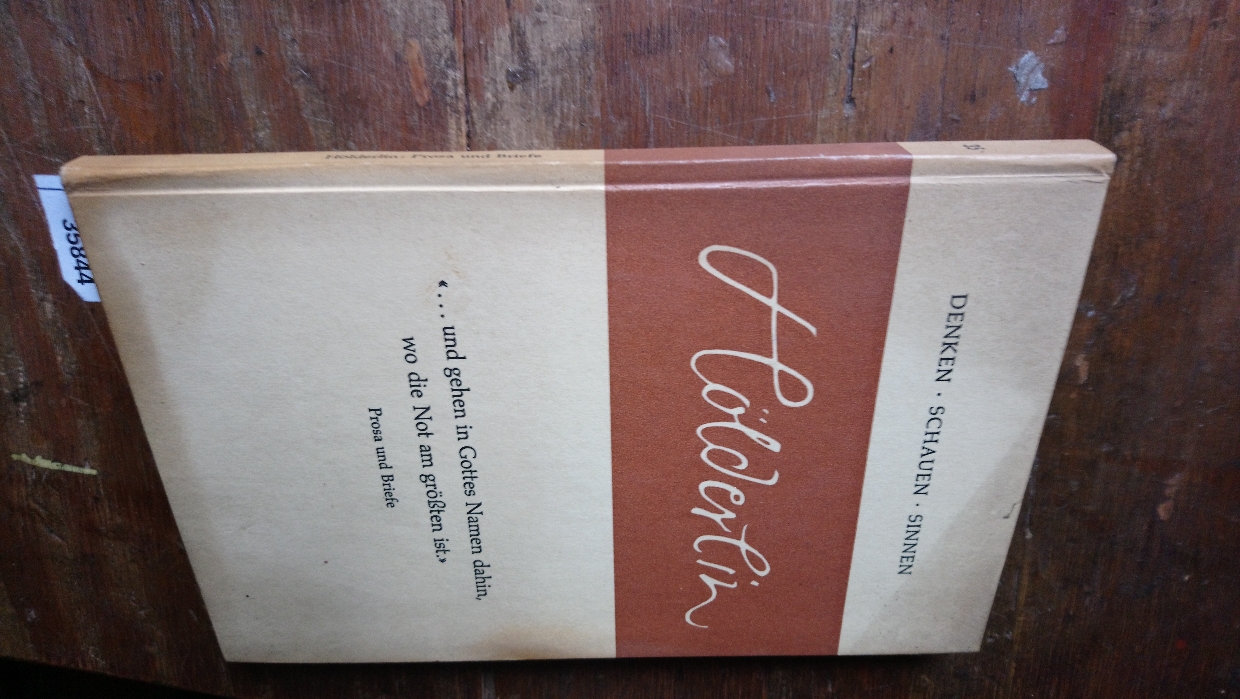 DENKEN · SCHAUEN · SINNEN
Hölderlin
«... und gehen in Gottes Namen dahin,
wo die Not am größten ist.»
Prosa und Briefe
Hölderlin · Prosa und Briefe
35844